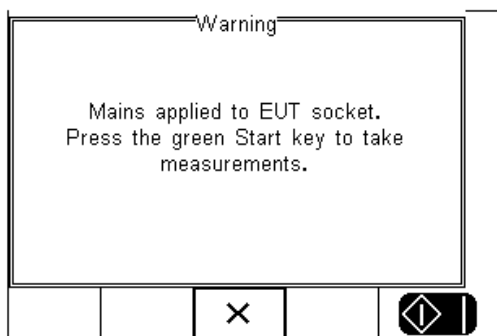 Warning
Mains applied to EUT socket.
Press the green Start key to take
measurements.